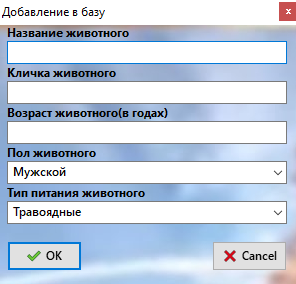 Добавление в базу
Название животного
Кличка животного
Возраст животного(в годах)
Пол животного
Мужской
Тип питания животного
Травоядные
OK
Cancel